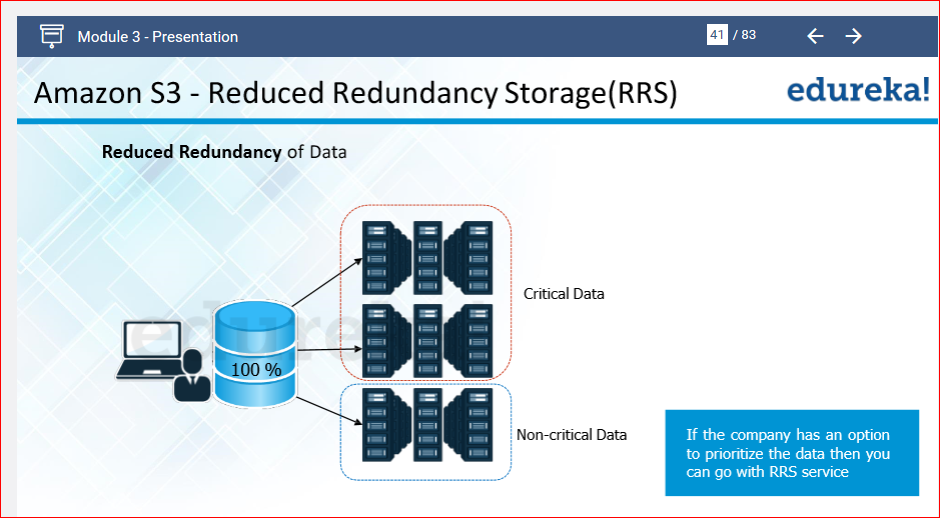 Module 3 - Presentation
41 / 83
Amazon S3 - Reduced Redundancy Storage(RRS)
edureka!
Reduced Redundancy of Data
Critical Data
edureka!
100 %
Non-critical Data
If the company has an option
to prioritize the data then you
can go with RRS service